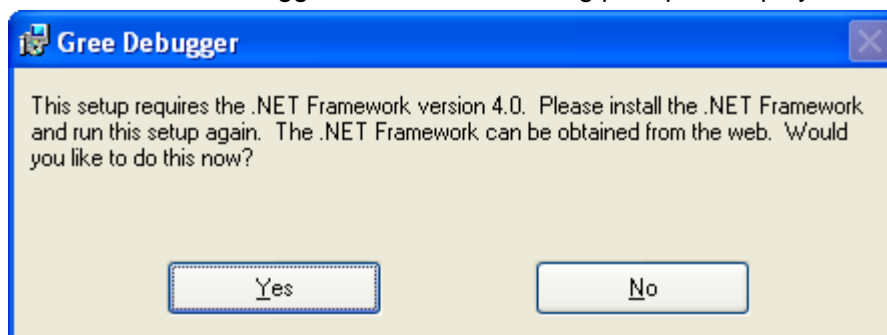 Gree Debugger
This setup requires the .NET Framework version 4.0.  Please install the .NET Framework
and run this setup again.  The .NET Framework can be obtained from the web.  Would
you like to do this now?
Yes
No